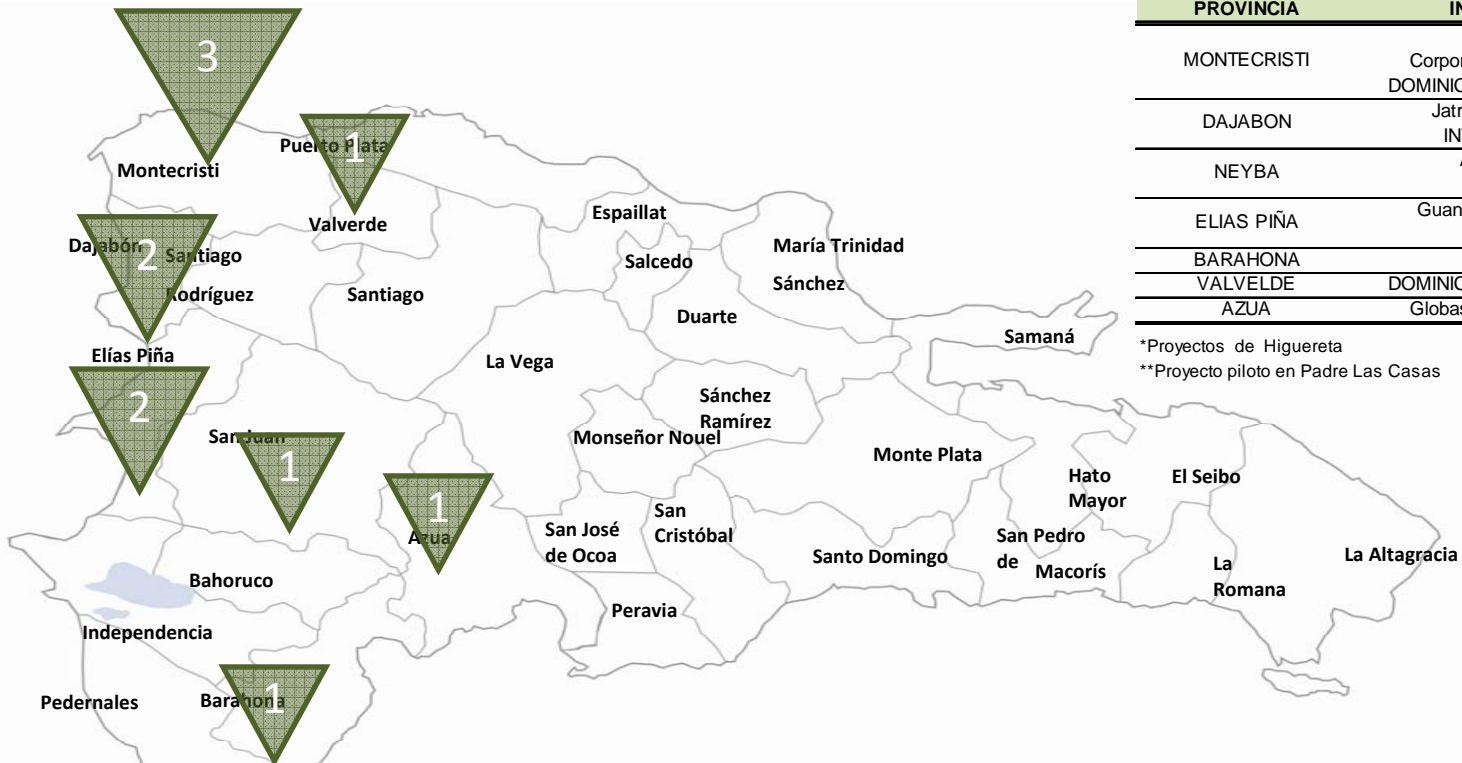 PROVINCIA
MONTECRISTI
DOMINIC
DAJABON
NEYBA
ELIAS PIÑA
BARAHONA
VALVELDE DOMINIC
AZUA
*Proyectos de Higuereta
**Proyecto piloto en Padre Las Casas
3
Montecristi
Puerto Plata
1
Valverde
Dajabón
2
Santiago
Rodríguez
Santiago
Espaillat
Salcedo
María Trinidad
Sánchez
Duarte
Samaná
Elías Piña
2
La Vega
Sánchez
Ramírez
Monseñor Nouel
San Juan
1
Monte Plata
Hato
Mayor
El Seibo
1
Azua
San José
de Ocoa
San
Cristóbal
Santo Domingo
San Pedro
de Macorís
La
Romana
La Altagracia
Bahoruco
Peravia
Independencia
Pedernales
Barahona
1